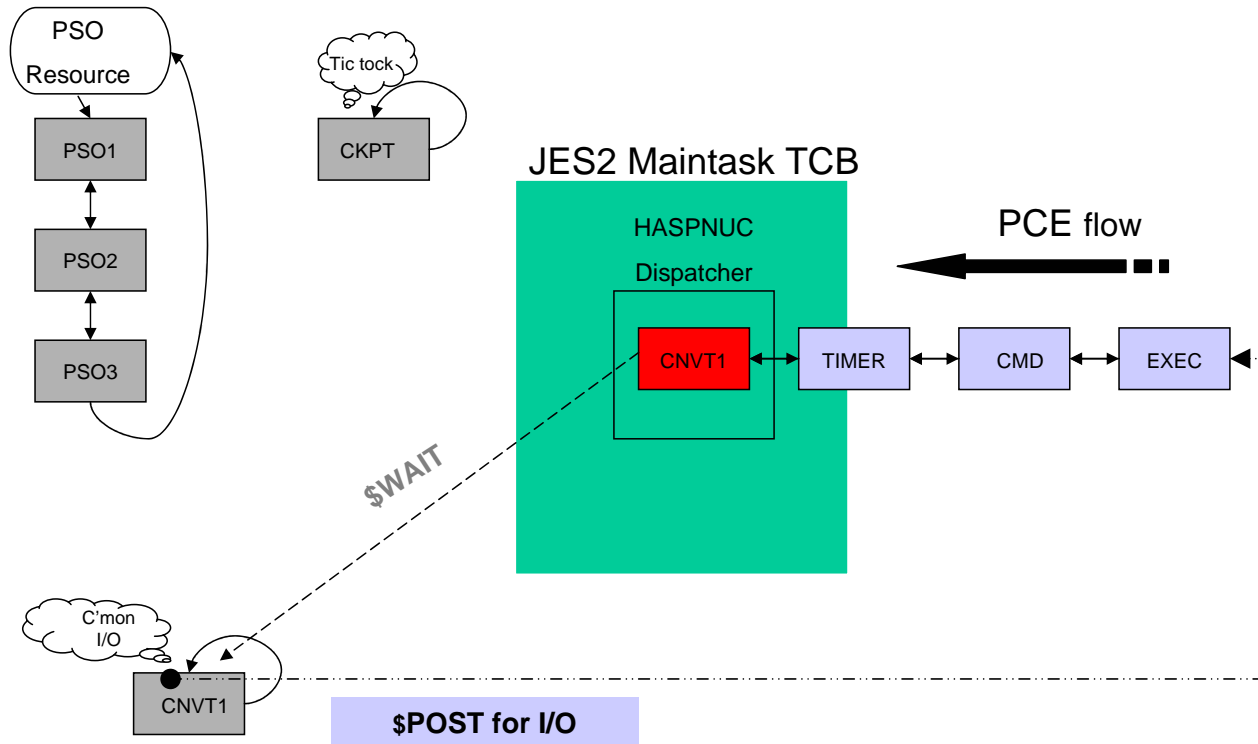 PSO
Resource
PSO1
PSO2
PSO3
Tic tock
CKPT
JES2 Maintask TCB
HASPNUC
Dispatcher
PCE flow
CNVT1
TIMER
CMD
EXEC
$WAIT
C'mon
I/O
CNVT1
$POST for I/O